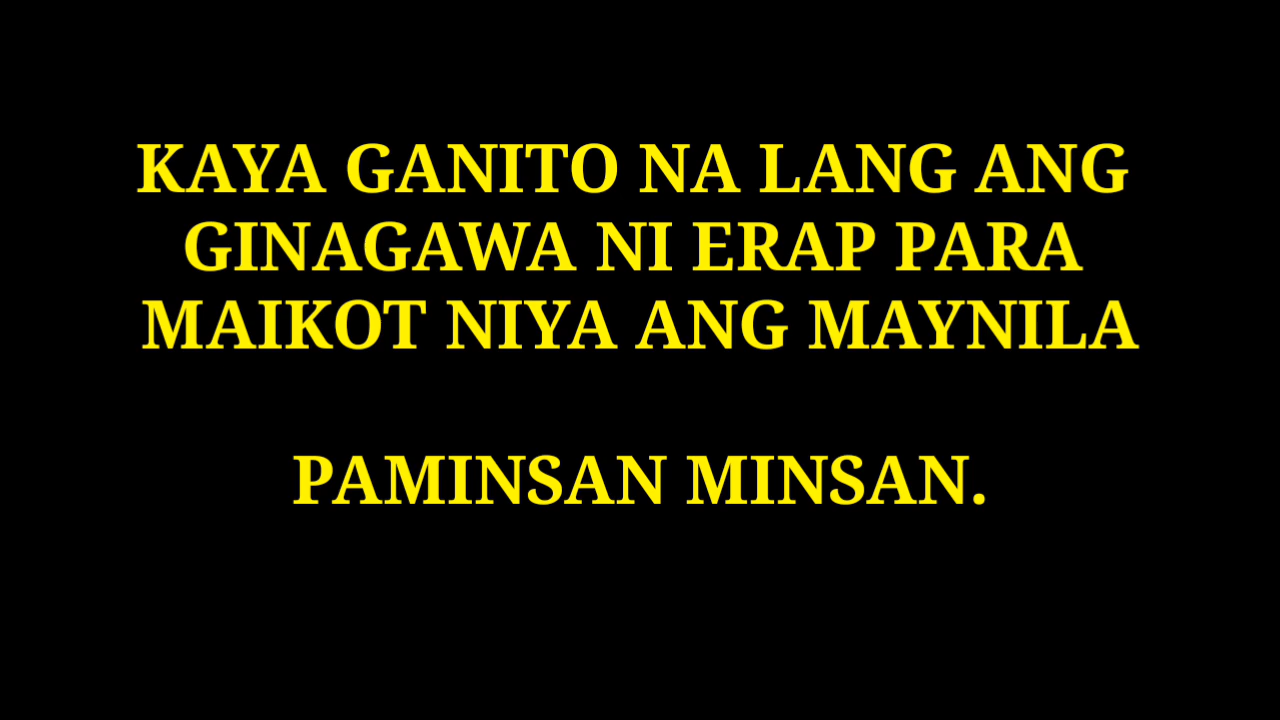 KAYA GANITO NA LANG ANG
GINAGAWA NI ERAP PARA
MAIKOT NIYA ANG MAYNILA
PAMINSAN MINSAN.